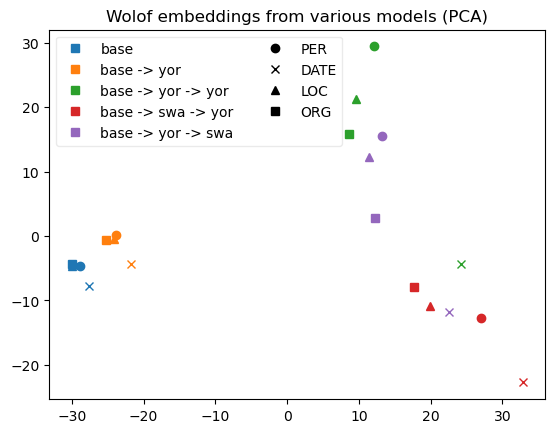 Wolof embeddings from various models (PCA)
base
base -> yor
base -> yor -> yor
base -> swa -> yor
base -> yor -> swa
PER
DATE
LOC
ORG
30
20
10
0
−10
−20
−30 −20 −10 0 10 20 30